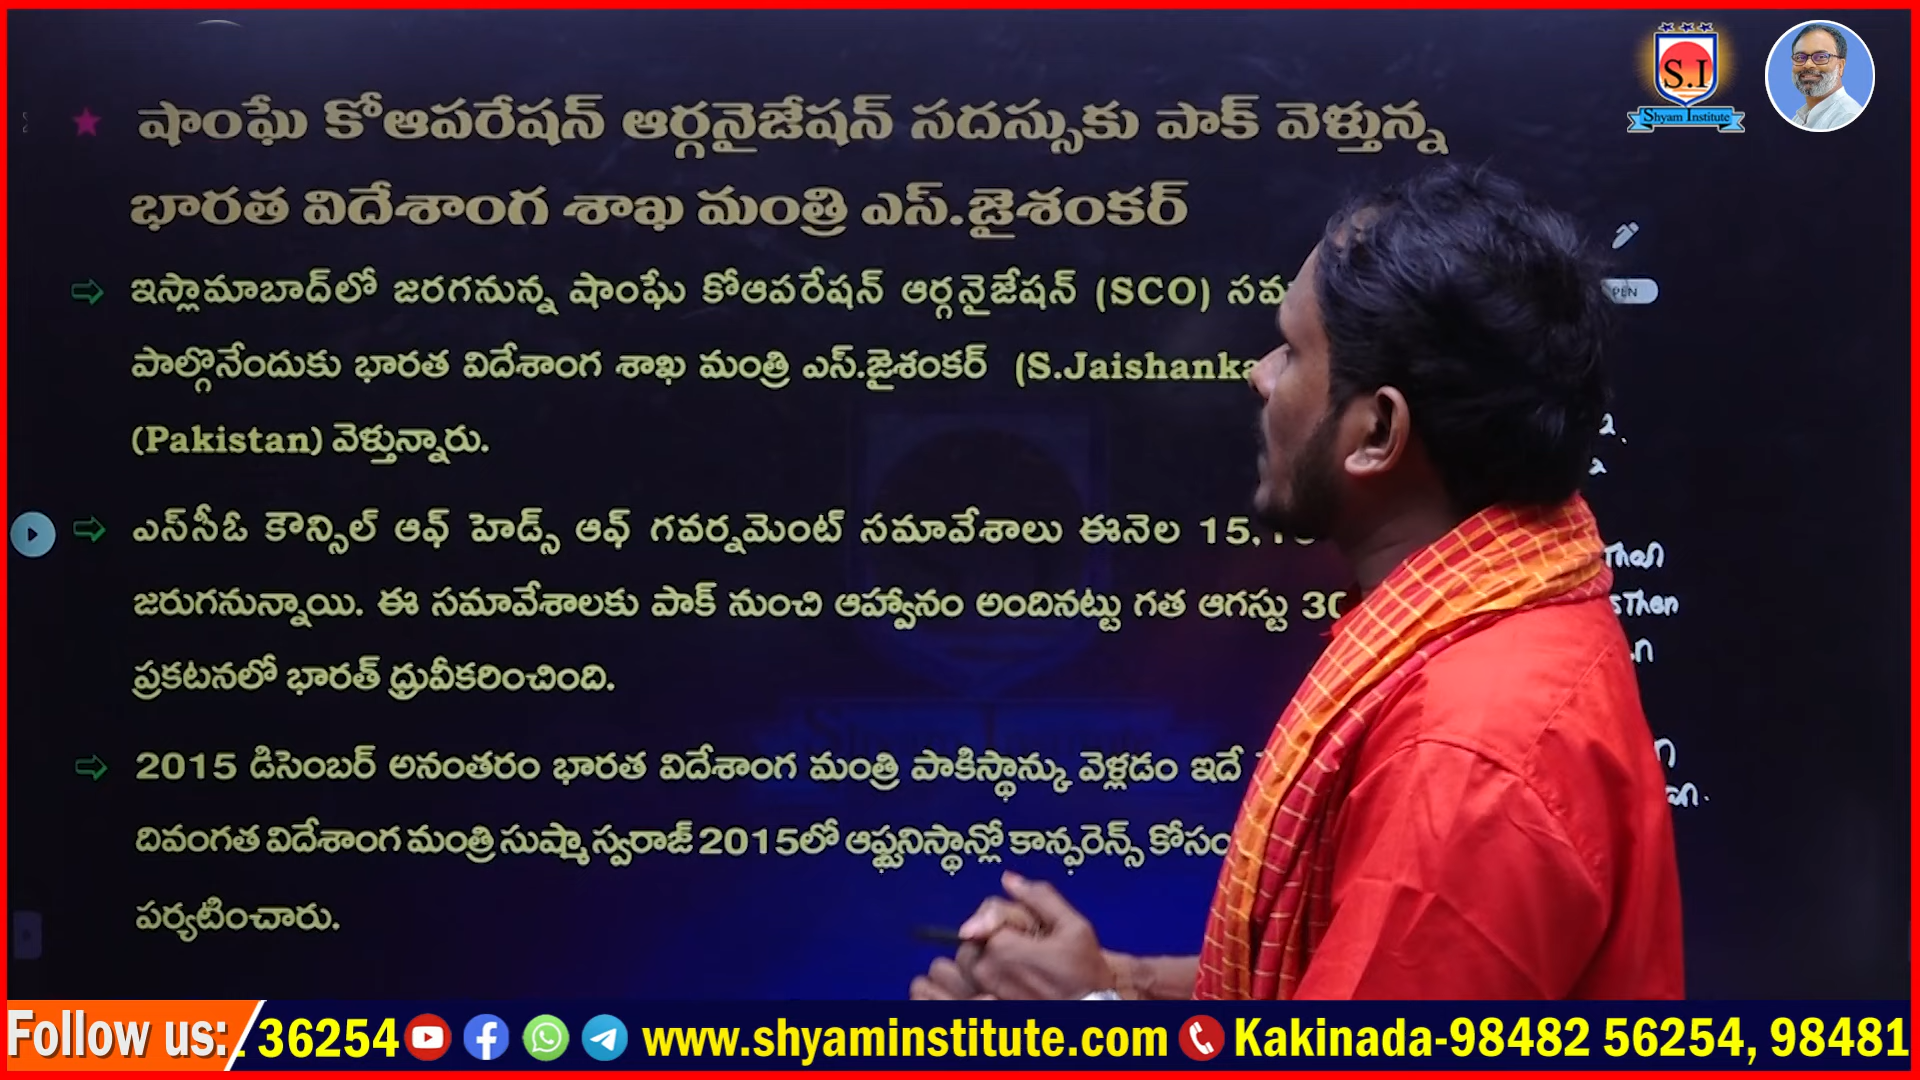 S.I
Shyam Institute
షాంఘే కోఆపరేషన్ ఆర్గనైజేషన్ సదస్సుకు పాక్ వెళ్తున్న
భారత విదేశాంగ శాఖ మంత్రి ఎస్.జైశంకర్
ఇస్లామాబాద్‌లో జరగనున్న షాంఘే కోఆపరేషన్ ఆర్గనైజేషన్ (SCO)
PEN
పాల్గొనేందుకు భారత విదేశాంగ శాఖ మంత్రి ఎస్.జైశంకర్ (S.Jaishanka
(Pakistan) వెళ్తున్నారు.
ఎస్‌సీఓ కౌన్సిల్ ఆఫ్ హెడ్స్ ఆఫ్ గవర్నమెంట్ సమావేశాలు ఈనెల 15,
జరుగనున్నాయి. ఈ సమావేశాలకు పాక్ నుంచి ఆహ్వానం అందినట్టు గత ఆగస్టు 30
ప్రకటనలో భారత్ ధ్రువీకరించింది.
2015 డిసెంబర్ అనంతరం భారత విదేశాంగ మంత్రి పాకిస్థాన్కు వెళ్లడం ఇదే
దివంగత విదేశాంగ మంత్రి సుష్మాస్వరాజ్ 2015లో ఆఫ్ఘనిస్థాన్లో కాన్ఫరెన్స్ కోసం
పర్యటించారు.
Follow us: 36254 www.shyaminstitute.com Kakinada-98482 56254, 98481